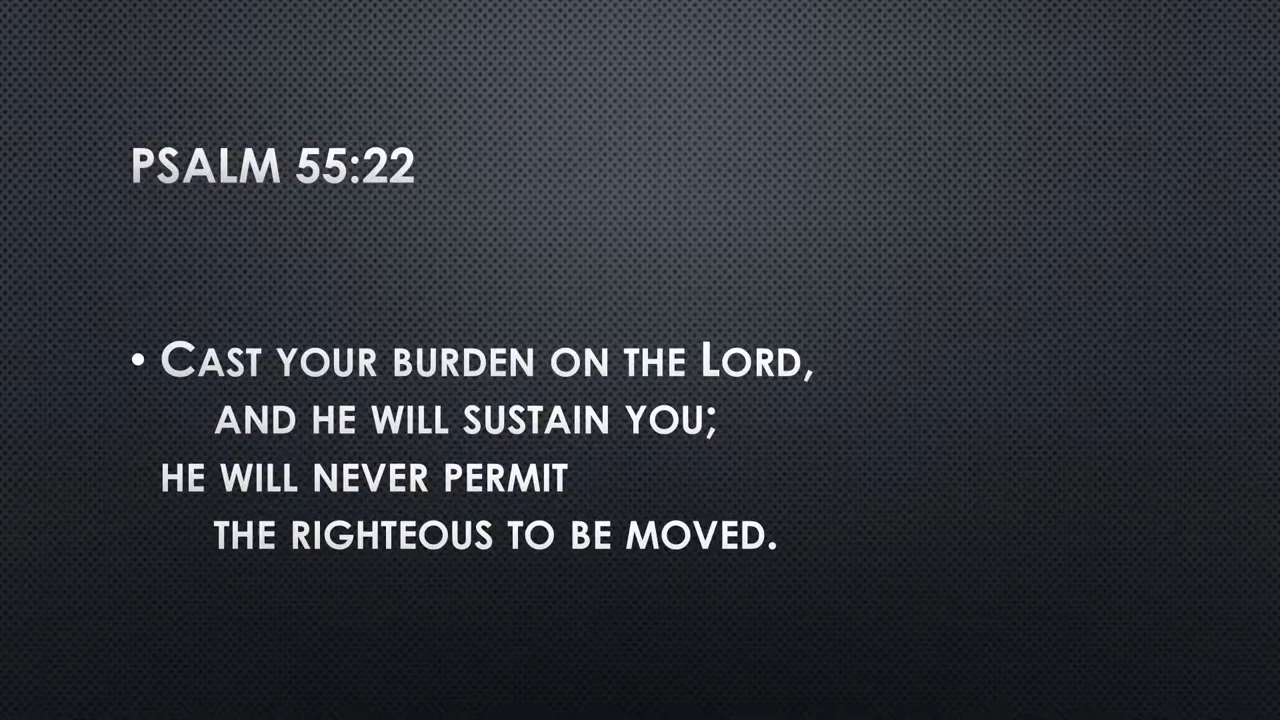 PSALM 55:22
• CAST YOUR BURDEN ON THE LORD,
AND HE WILL SUSTAIN YOU;
HE WILL NEVER PERMIT
THE RIGHTEOUS TO BE MOVED.